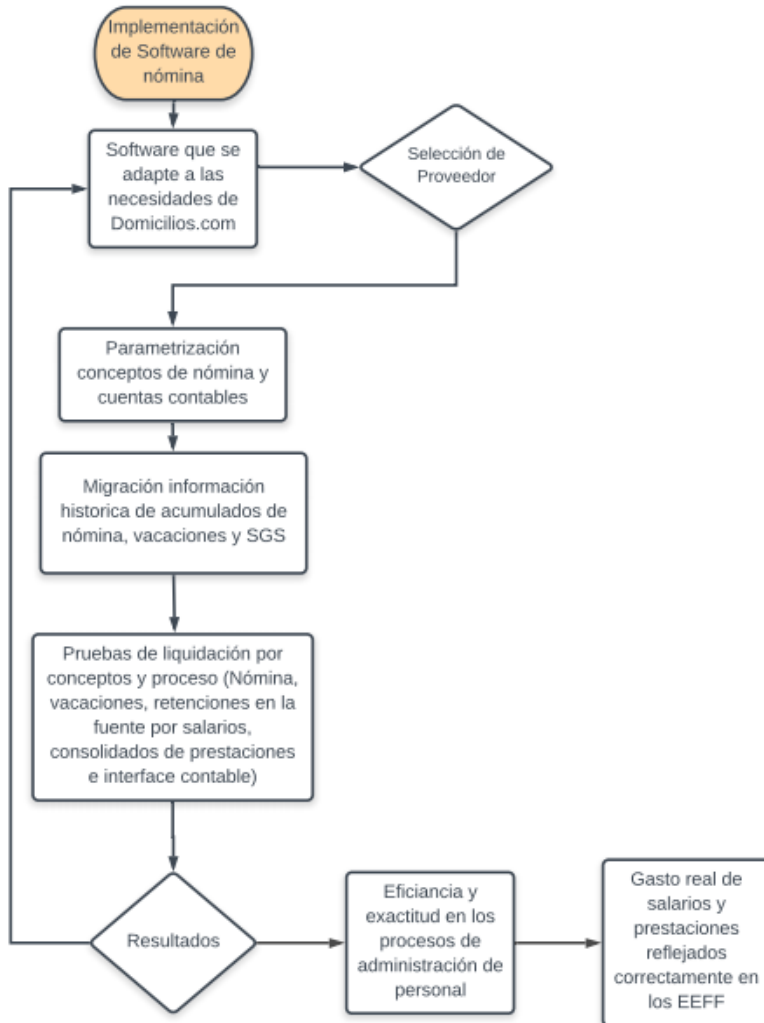 Implementación
de Software de
nómina
Software que se
adapte a las
necesidades de
Domicilios.com
Selección de
Proveedor
Parametrización
conceptos de nómina y
cuentas contables
Migración información
historica de acumulados de
nómina, vacaciones y SGS
Pruebas de liquidación por
conceptos y proceso (Nómina,
vacaciones, retenciones en la
fuente por salarios,
consolidados de prestaciones
e interface contable)
Resultados
Eficiancia y
exactitud en los
procesos de
administración de
personal
Gasto real de
salarios y
prestaciones
reflejados
correctamente en
los EEFF